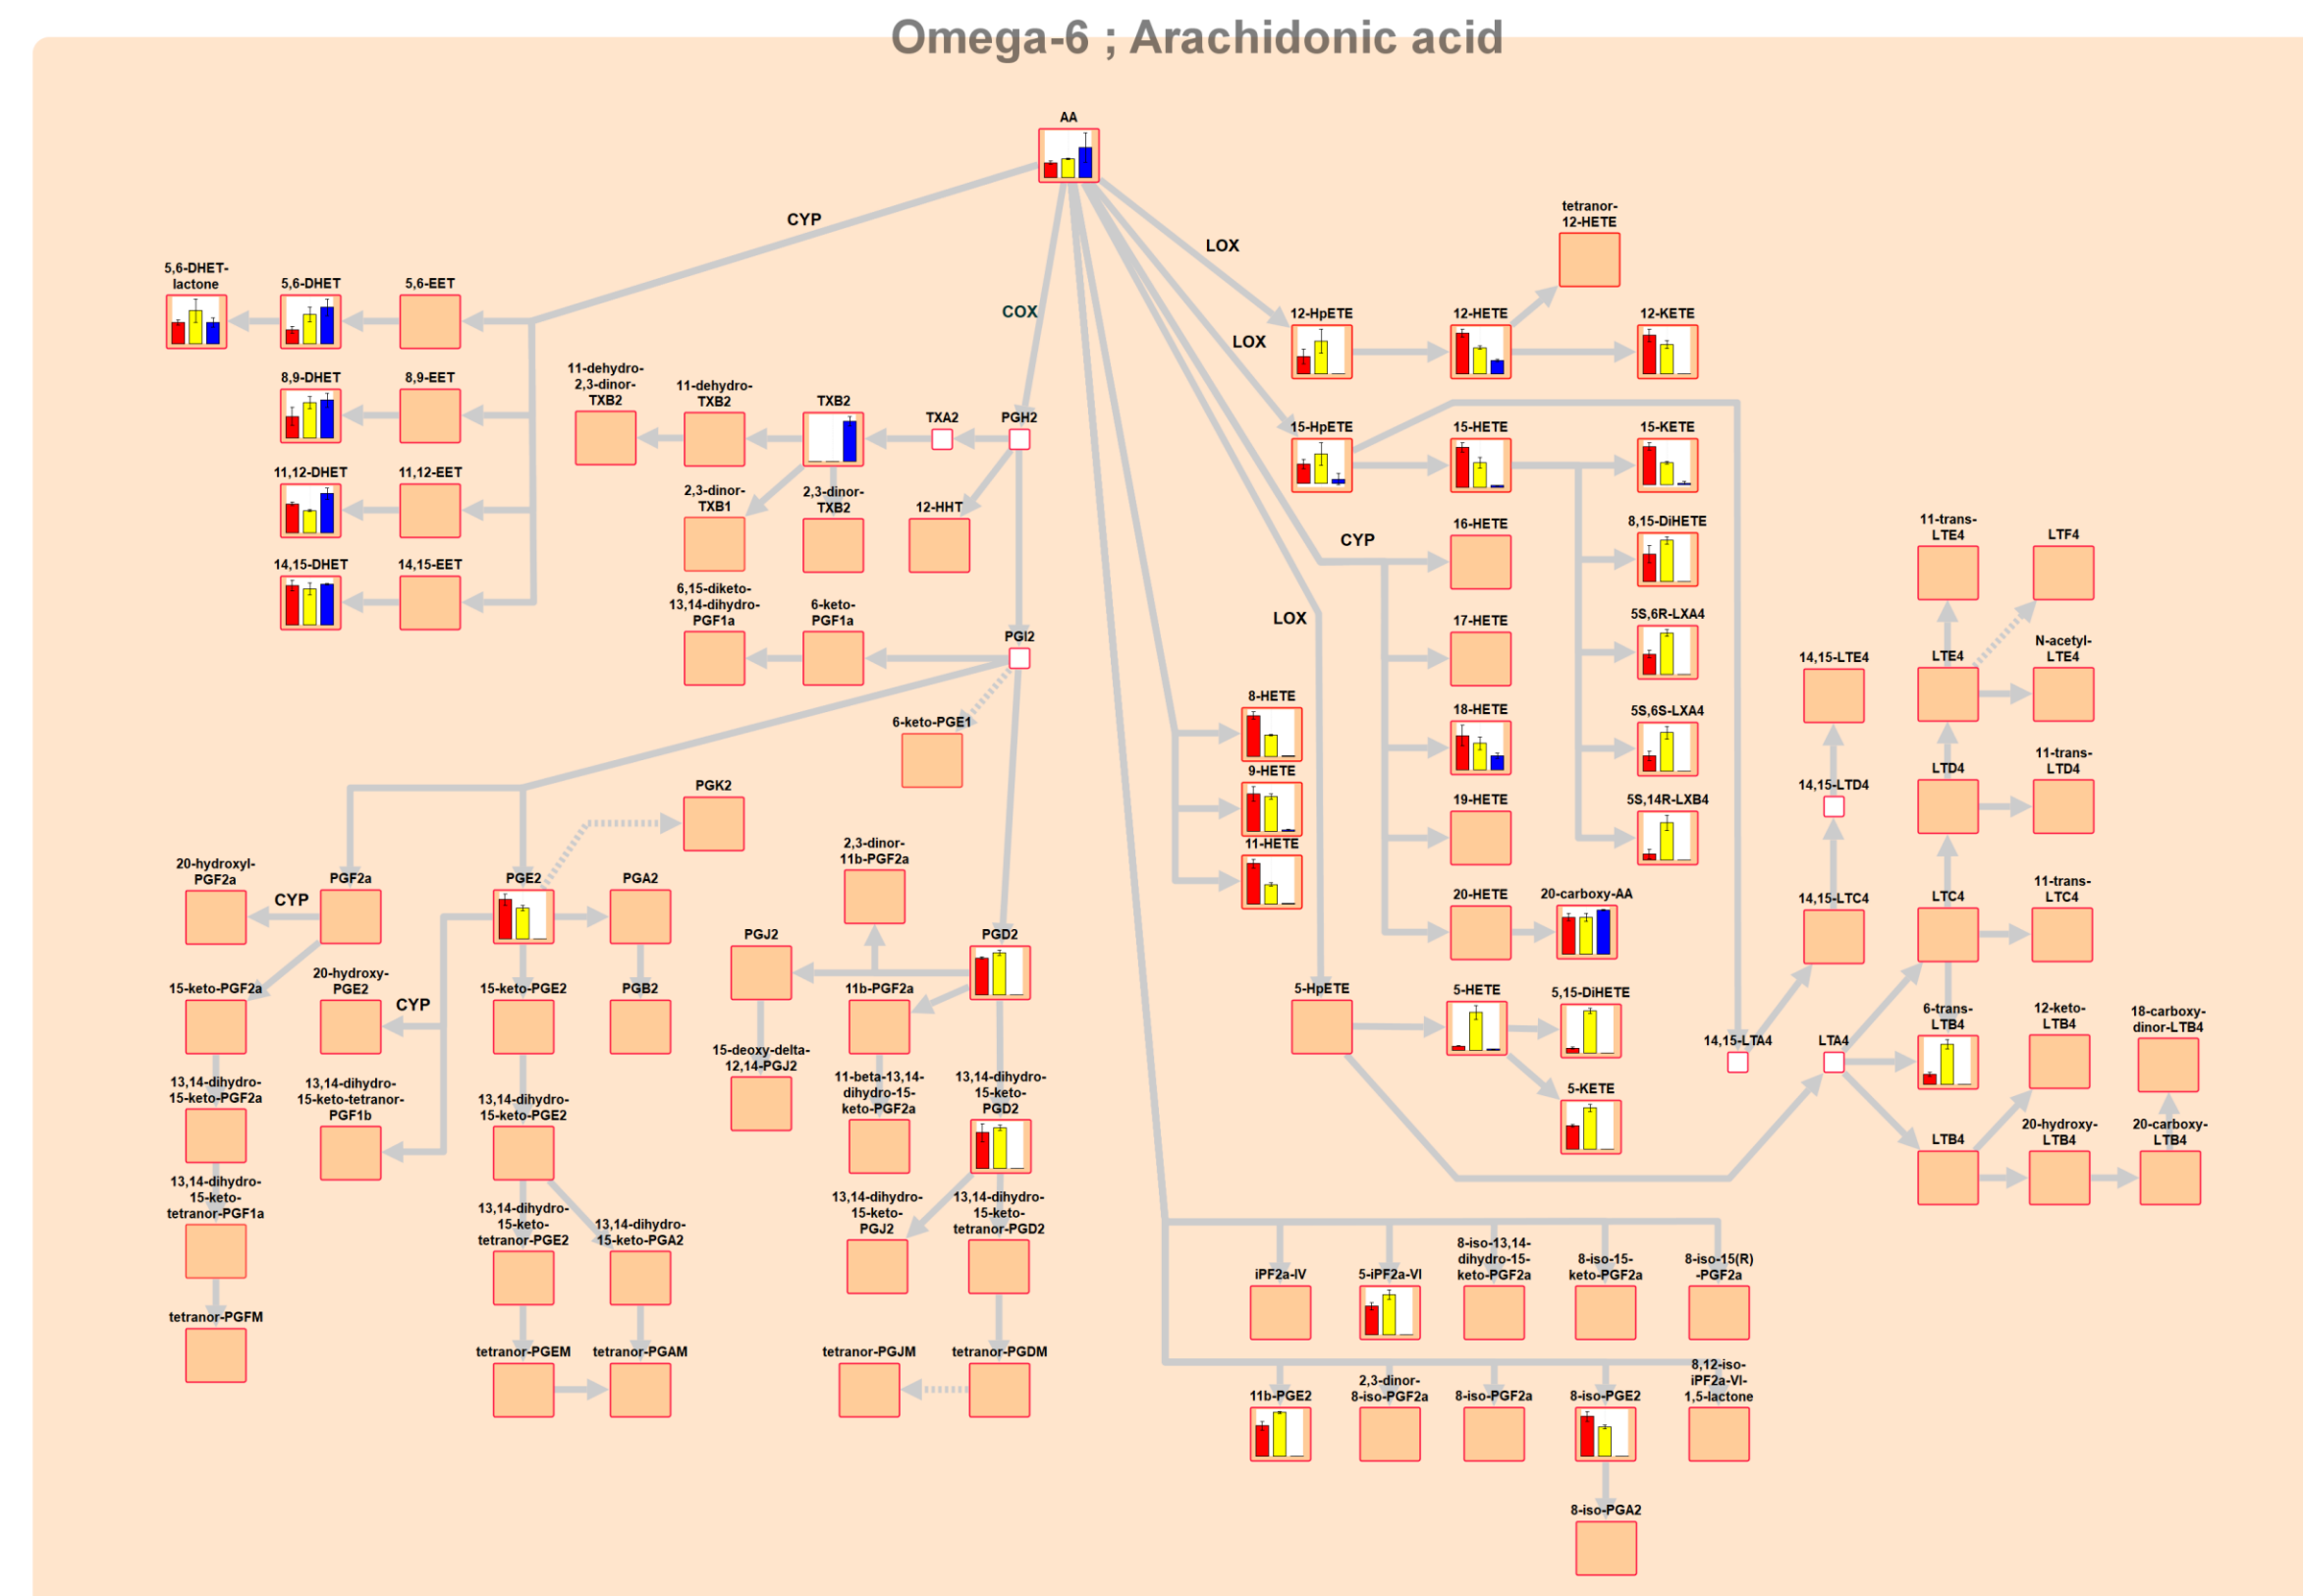 Omega-6 ; Arachidonic acid
AA
CYP
LOX
tetranor-
12-HETE
5,6-DHET-
lactone
5,6-DHET
5,6-EET
COX
12-HpETE
12-HETE
12-KETE
LOX
8,9-DHET
8,9-EET
11-dehydro-
2,3-dinor-
TXB2
11-dehydro-
TXB2
TXB2
TXA2
PGH2
15-HpETE
15-HETE
15-KETE
11,12-DHET
11,12-EET
2,3-dinor-
TXB1
2,3-dinor-
TXB2
12-HHT
CYP
16-HETE
8,15-DiHETE
11-trans-
LTE4
LTF4
14,15-DHET
14,15-EET
6,15-diketo-
13,14-dihydro-
PGF1a
6-keto-
PGF1a
PGI2
LOX
17-HETE
5S,6R-LXA4
14,15-LTE4
LTE4
N-acetyl-
LTE4
6-keto-PGE1
8-HETE
18-HETE
5S,6S-LXA4
9-HETE
14,15-LTD4
LTD4
11-trans-
LTD4
PGK2
19-HETE
5S,14R-LXB4
11-HETE
20-hydroxyl-
PGF2a
CYP
PGF2a
PGE2
PGA2
2,3-dinor-
11b-PGF2a
20-HETE
20-carboxy-AA
14,15-LTC4
LTC4
11-trans-
LTC4
PGJ2
PGD2
15-keto-PGF2a
20-hydroxy-
PGE2
CYP
15-keto-PGE2
PGB2
11b-PGF2a
5-HpETE
5-HETE
5,15-DiHETE
14,15-LTA4
LTA4
6-trans-
LTB4
12-keto-
LTB4
18-carboxy-
dinor-LTB4
15-deoxy-delta-
12,14-PGJ2
13,14-dihydro-
15-keto-PGF2a
13,14-dihydro-
15-keto-tetranor-
PGF1b
13,14-dihydro-
15-keto-PGE2
11-beta-13,14-
dihydro-15-
keto-PGF2a
13,14-dihydro-
15-keto-
PGD2
5-KETE
LTB4
20-hydroxy-
LTB4
20-carboxy-
LTB4
13,14-dihydro-
15-keto-
tetranor-PGF1a
13,14-dihydro-
15-keto-
tetranor-PGE2
13,14-dihydro-
15-keto-PGA2
13,14-dihydro-
15-keto-
PGJ2
13,14-dihydro-
15-keto-
tetranor-PGD2
iPF2a-IV
5-iPF2a-VI
8-iso-13,14-
dihydro-15-
keto-PGF2a
8-iso-15-
keto-PGF2a
8-iso-15(R)
-PGF2a
tetranor-PGFM
tetranor-PGEM
tetranor-PGAM
tetranor-PGJM
tetranor-PGDM
11b-PGE2
2,3-dinor-
8-iso-PGF2a
8-iso-PGF2a
8-iso-PGE2
8,12-iso-
iPF2a-VI-
1,5-lactone
8-iso-PGA2